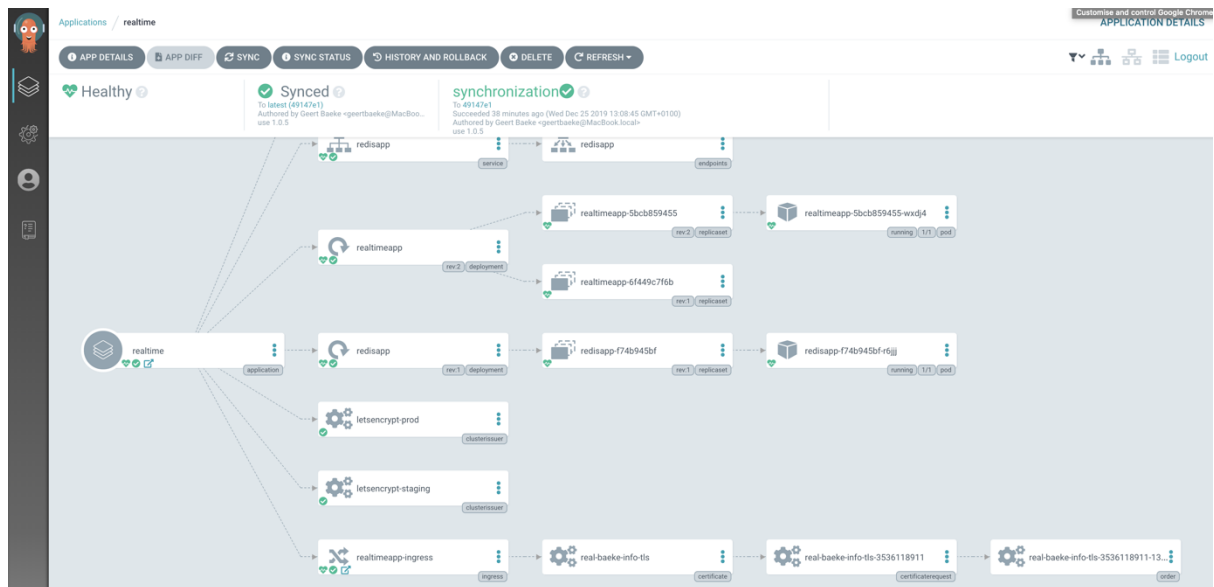 Customise and control Google Chrome
Applications / realtime
APPLICATION DETAILS
APP DETAILS
APP DIFF
SYNC
SYNC STATUS
HISTORY AND ROLLBACK
DELETE
REFRESH
Logout
Healthy
Synced
To latest (49147e1)
Authored by Geert Baeke <geertbaeke@MacBoo...
use 1.0.5
synchronization
To 49147e1
Succeeded 38 minutes ago (Wed Dec 25 2019 13:08:45 GMT+0100)
Authored by Geert Baeke <geertbaeke@MacBook.local>
use 1.0.5
redisapp
service
redisapp
endpoints
realtimeapp-5bcb859455
rev:2 replicaset
realtimeapp-5bcb859455-wxdj4
running 1/1 pod
realtimeapp
rev:2 deployment
realtimeapp-6f449c7f6b
rev:1 replicaset
realtime
application
redisapp
rev:1 deployment
redisapp-f74b945bf
rev:1 replicaset
redisapp-f74b945bf-r6jjj
running 1/1 pod
letsencrypt-prod
clusterissuer
letsencrypt-staging
clusterissuer
realtimeapp-ingress
ingress
real-baeke-info-tls
certificate
real-baeke-info-tls-3536118911
certificaterequest
real-baeke-info-tls-3536118911-13...
order